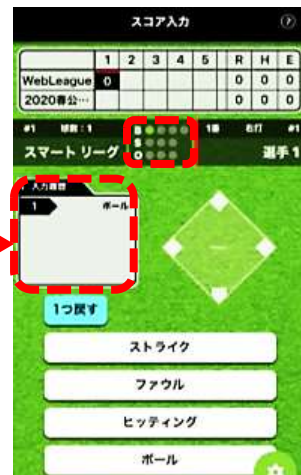 スコア入力 ?
1 2 3 4 5 R H E
WebLeague 0 0 0 0
2020春公… 0 0 0
#1 球数：1 B 1番 右打 #1
スマート リーグ S 選手1
O
入力履歴
1 ボール
1つ戻す
ストライク
ファウル
ヒッティング
ボール